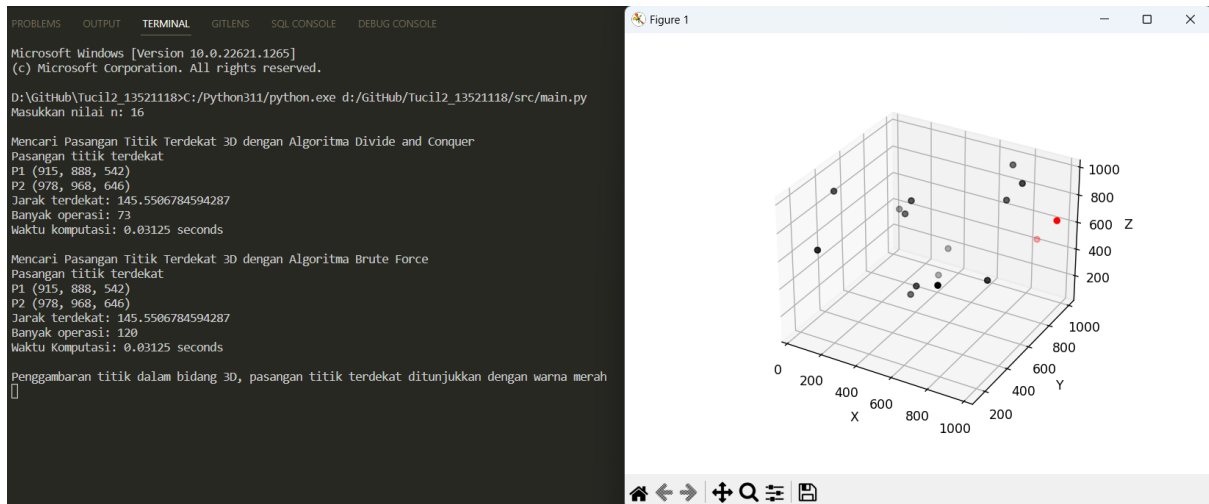 PROBLEMS OUTPUT TERMINAL GITLENS SQL CONSOLE DEBUG CONSOLE
Microsoft Windows [Version 10.0.22621.1265]
(c) Microsoft Corporation. All rights reserved.
D:\GitHub\Tucil2_13521118>C:/Python311/python.exe d:/GitHub/Tucil2_13521118/src/main.py
Masukkan nilai n: 16
Mencari Pasangan Titik Terdekat 3D dengan Algoritma Divide and Conquer
Pasangan titik terdekat
P1 (915, 888, 542)
P2 (978, 968, 646)
Jarak terdekat: 145.5506784594287
Banyak operasi: 73
Waktu komputasi: 0.03125 seconds
Mencari Pasangan Titik Terdekat 3D dengan Algoritma Brute Force
Pasangan titik terdekat
P1 (915, 888, 542)
P2 (978, 968, 646)
Jarak terdekat: 145.5506784594287
Banyak operasi: 120
Waktu Komputasi: 0.03125 seconds
Penggambaran titik dalam bidang 3D, pasangan titik terdekat ditunjukkan dengan warna merah
Figure 1
1000
800
600 Z
400
200
1000
800
600
Y
400
200
0
200
400
600
X
800
1000